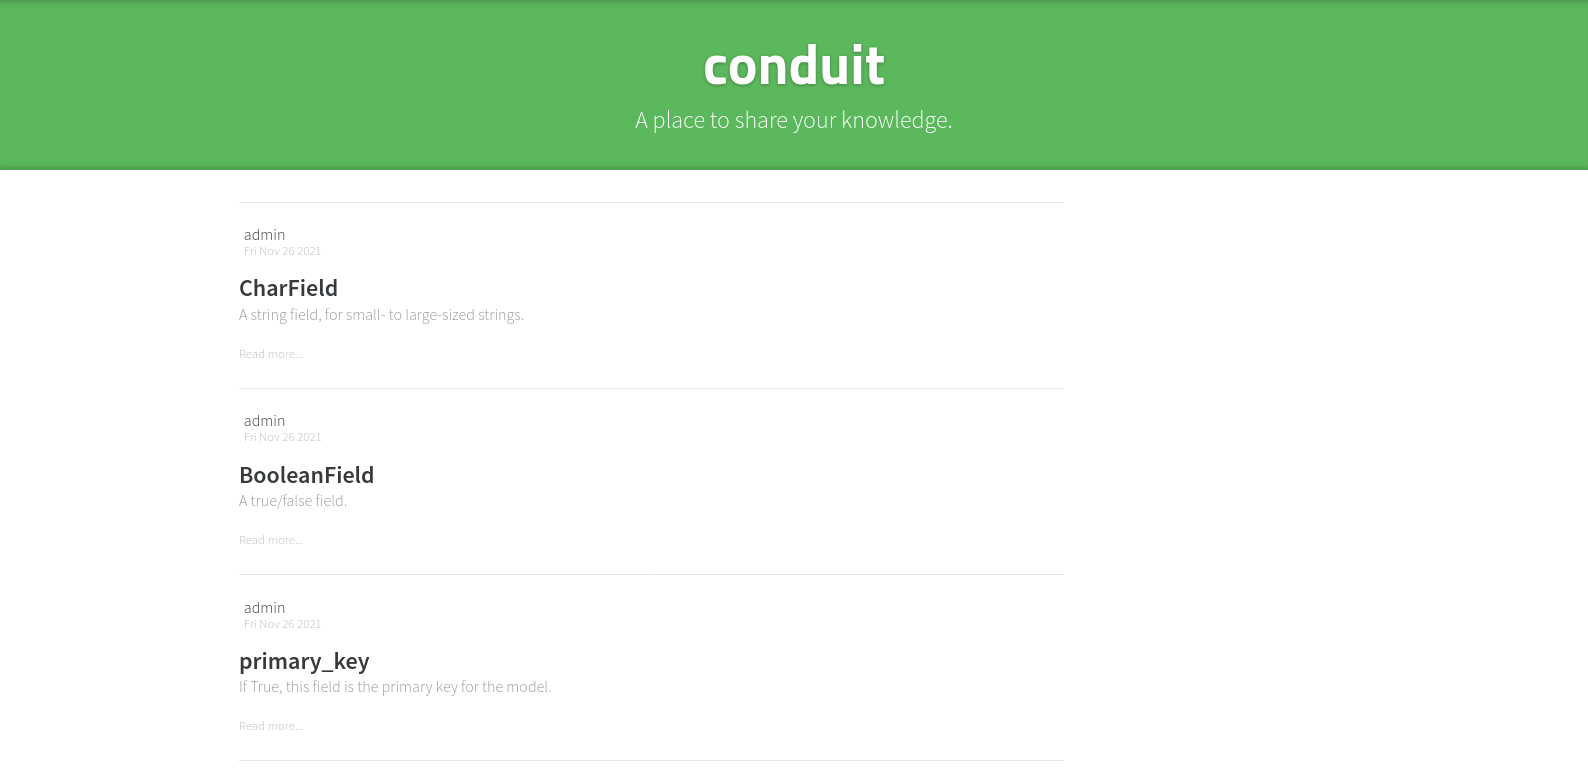 conduit
A place to share your knowledge.
admin
Fri Nov 26 2021
CharField
A string field, for small- to large-sized strings.
Read more...
admin
Fri Nov 26 2021
BooleanField
A true/false field.
Read more...
admin
Fri Nov 26 2021
primary_key
If True, this field is the primary key for the model.
Read more...